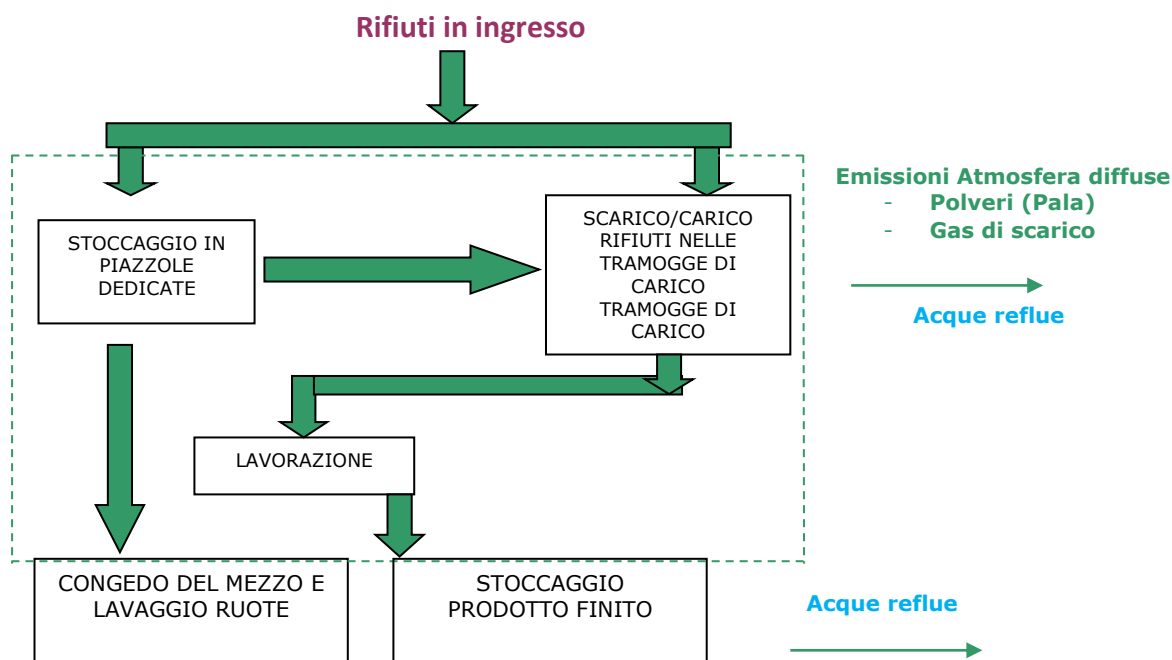 Rifiuti in ingresso
STOCCAGGIO IN
PIAZZOLE
DEDICATE
SCARICO/CARICO
RIFIUTI NELLE
TRAMOGGE DI
CARICO
TRAMOGGE DI
CARICO
Emissioni Atmosfera diffuse
- Polveri (Pala)
- Gas di scarico
Acque reflue
LAVORAZIONE
CONGEDO DEL MEZZO E
LAVAGGIO RUOTE
STOCCAGGIO
PRODOTTO FINITO
Acque reflue